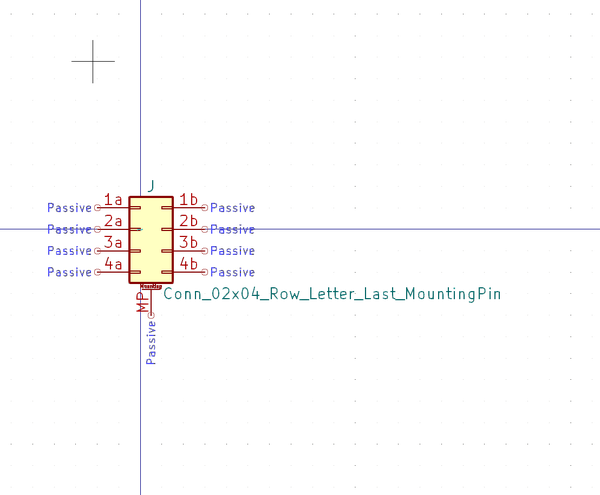 J
Passive 1a 1b Passive
Passive 2a 2b Passive
Passive 3a 3b Passive
Passive 4a 4b Passive
Mounting
Conn_02x04_Row_Letter_Last_MountingPin
MP
Passive